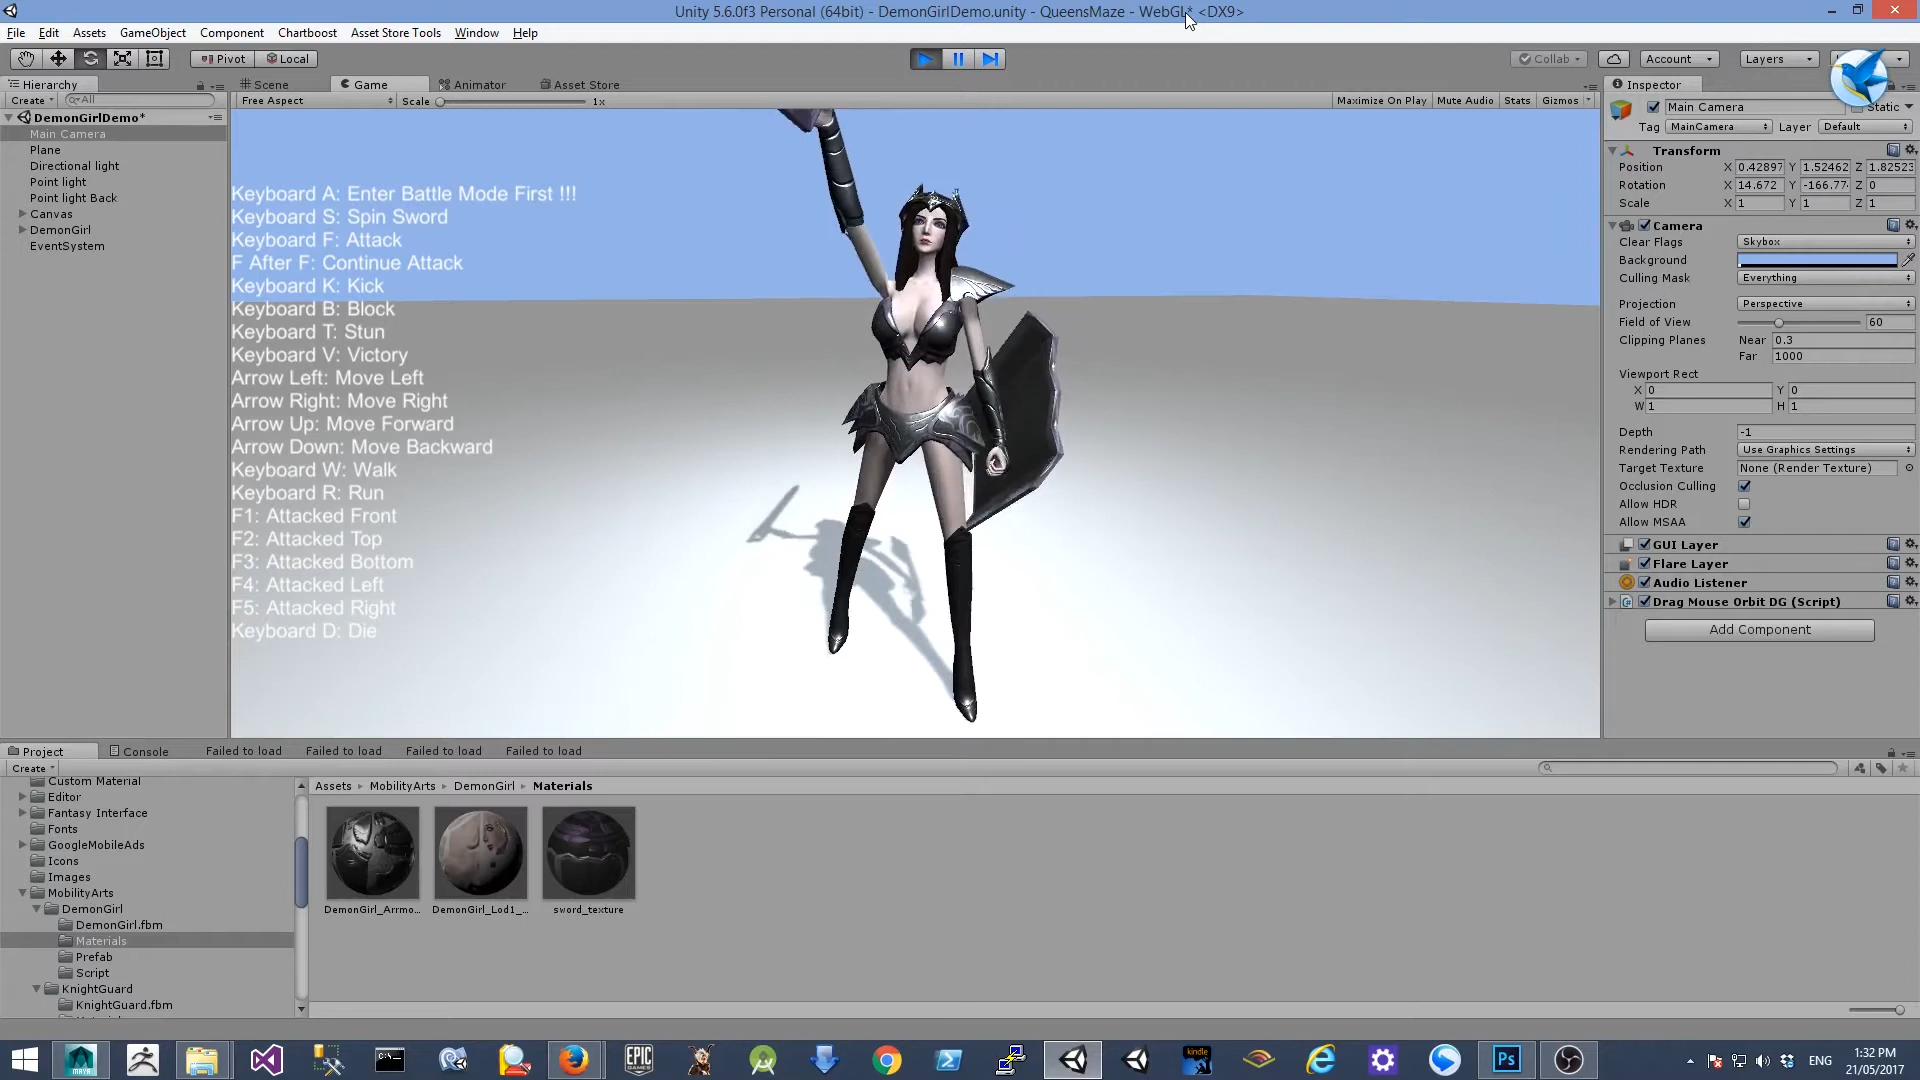 Unity 5.6.0f3 Personal (64bit) - DemonGirlDemo.unity - QueensMaze - WebGL* <DX9>
File Edit Assets GameObject Component Chartboost Asset Store Tools Window Help
Pivot Local Collab Account Layers
Hierarchy Scene Game Animator Asset Store Inspector
Create All Free Aspect Scale 1x Maximize On Play Mute Audio Stats Gizmos
Main Camera Static
Tag MainCamera Layer Default
DemonGirlDemo*
Main Camera
Plane
Directional light
Point light
Point light Back
Canvas
DemonGirl
EventSystem
Keyboard A: Enter Battle Mode First !!!
Keyboard S: Spin Sword
Keyboard F: Attack
F After F: Continue Attack
Keyboard K: Kick
Keyboard B: Block
Keyboard T: Stun
Keyboard V: Victory
Arrow Left: Move Left
Arrow Right: Move Right
Arrow Up: Move Forward
Arrow Down: Move Backward
Keyboard W: Walk
Keyboard R: Run
F1: Attacked Front
F2: Attacked Top
F3: Attacked Bottom
F4: Attacked Left
F5: Attacked Right
Keyboard D: Die
Transform
Position X 0.42897 Y 1.52462 Z 1.82523
Rotation X 14.672 Y -166.77 Z 0
Scale X 1 Y 1 Z 1
Camera
Clear Flags Skybox
Background
Culling Mask Everything
Projection Perspective
Field of View 60
Clipping Planes Near 0.3
Far 1000
Viewport Rect
X 0 Y 0
W 1 H 1
Depth -1
Rendering Path Use Graphics Settings
Target Texture None (Render Texture)
Occlusion Culling
Allow HDR
Allow MSAA
GUI Layer
Flare Layer
Audio Listener
Drag Mouse Orbit DG (Script)
Add Component
Project Console Failed to load Failed to load Failed to load Failed to load
Create
Custom Material
Editor
Fantasy Interface
Fonts
GoogleMobileAds
Icons
Images
MobilityArts
DemonGirl
DemonGirl.fbm
Materials
Prefab
Script
KnightGuard
KnightGuard.fbm
Assets MobilityArts DemonGirl Materials
DemonGirl_Arrmo... DemonGirl_Lod1_... sword_texture
MAYA
EPIC GAMES
kindle
Ps
ENG
1:32 PM
21/05/2017